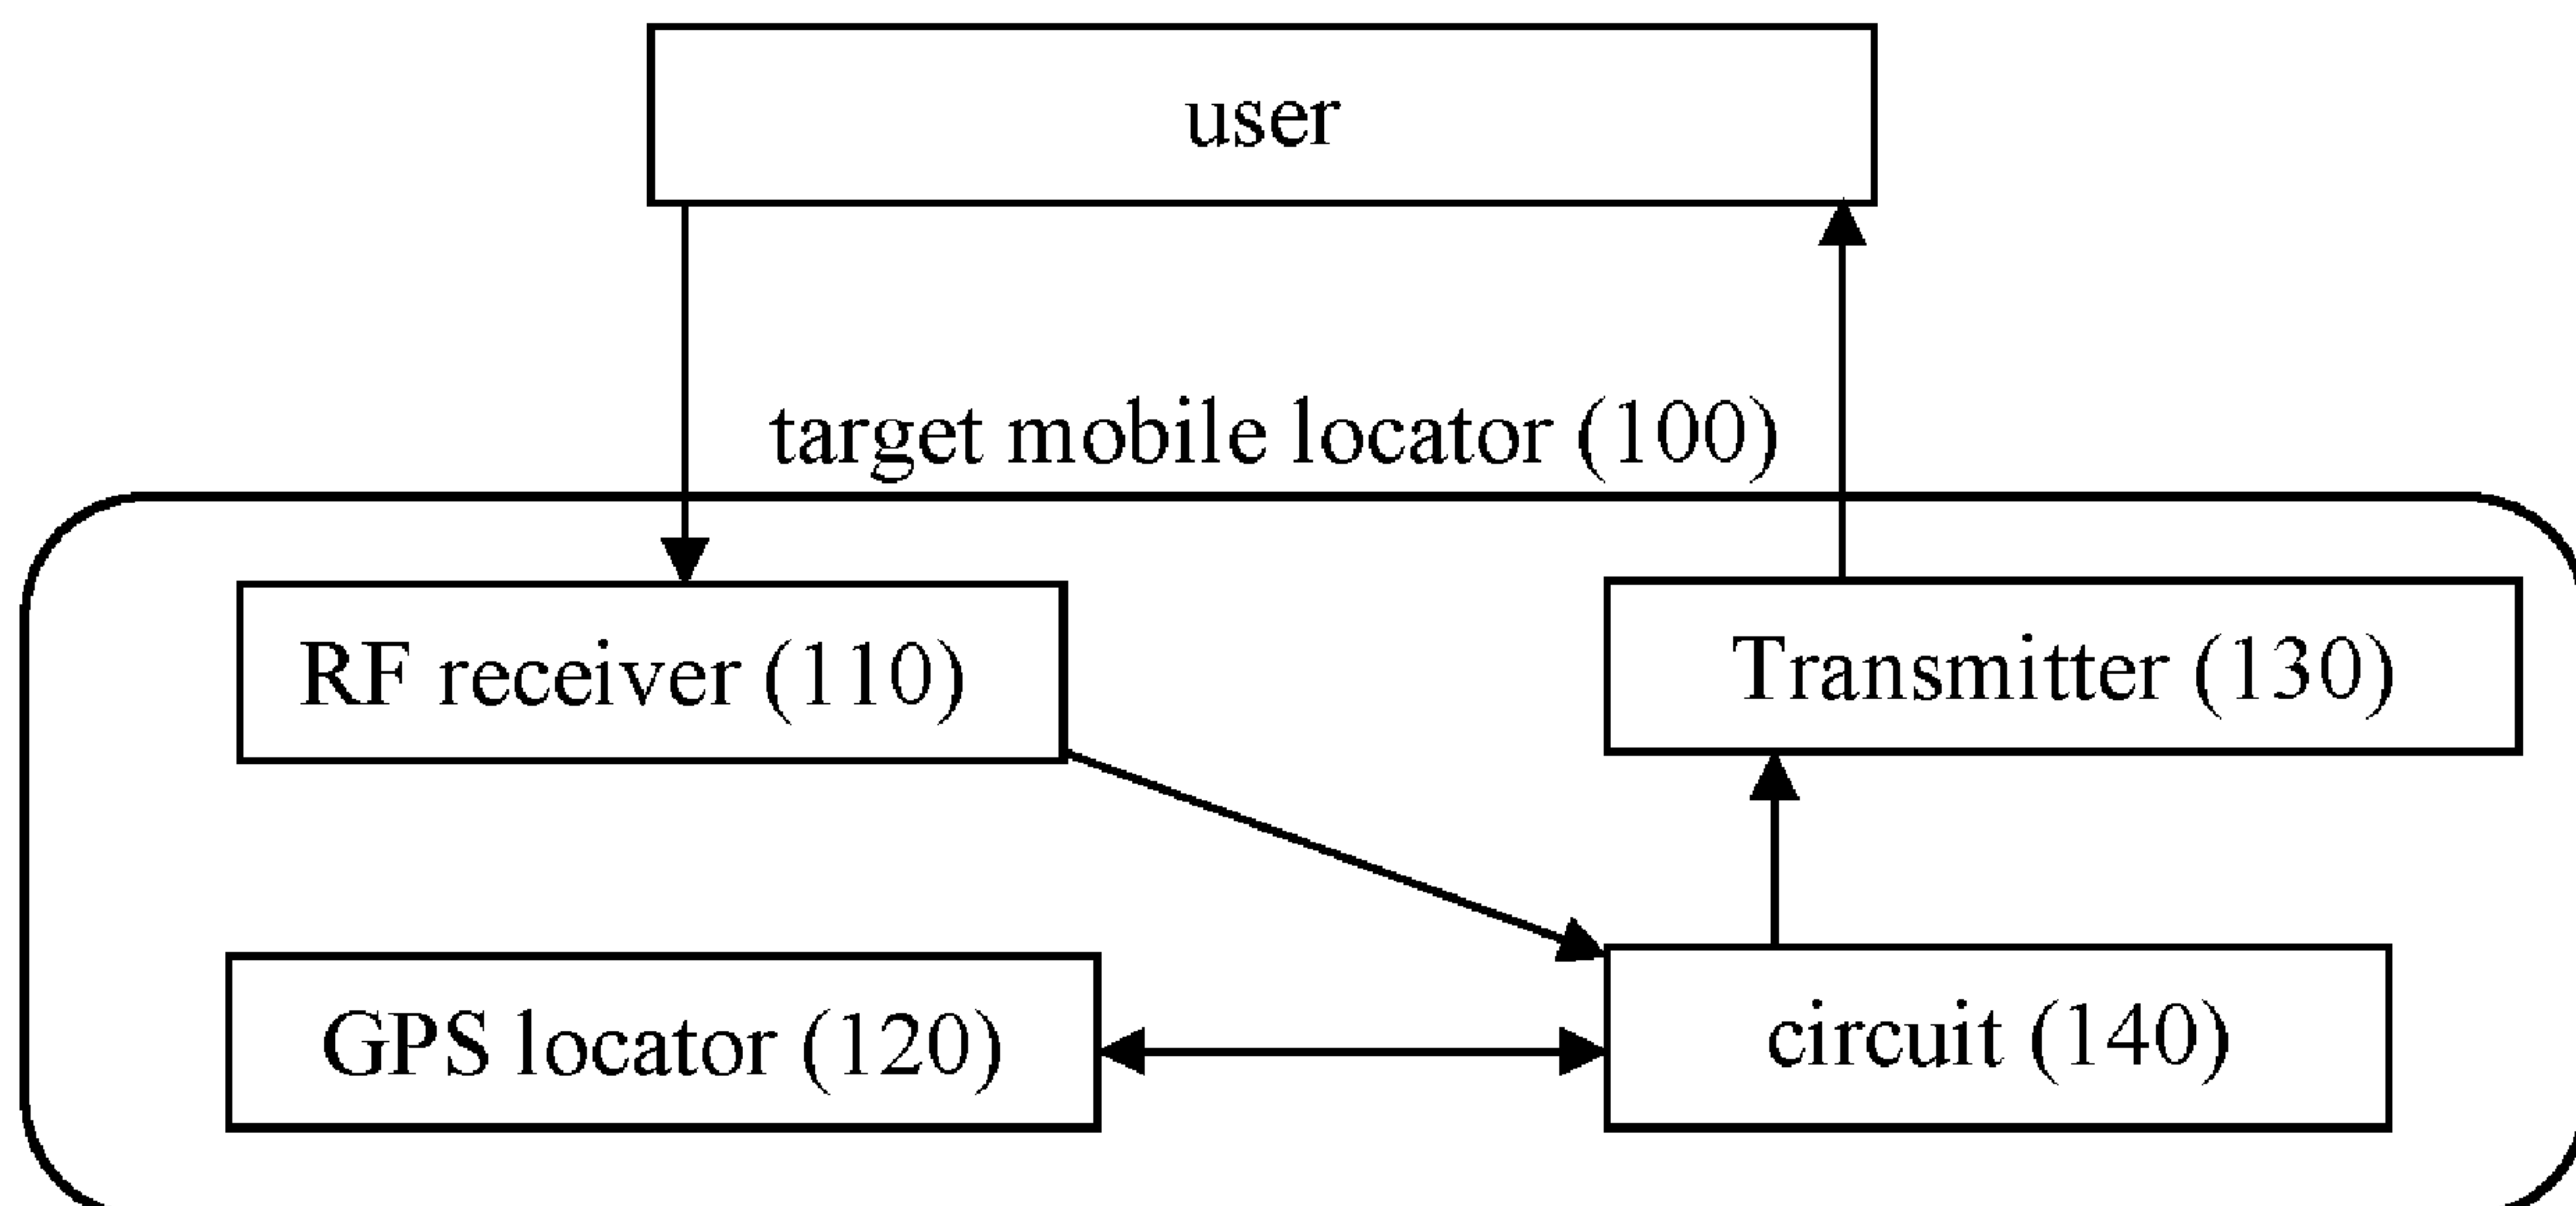 user
target mobile locator (100)
RF receiver (110)
Transmitter (130)
GPS locator (120)
circuit (140)